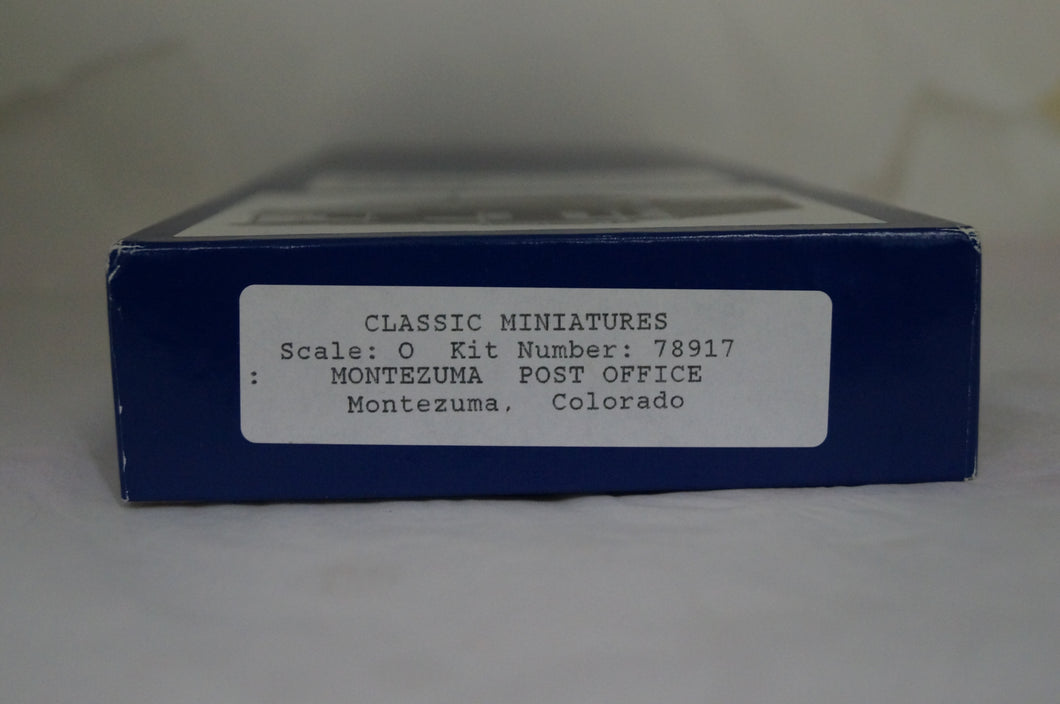 CLASSIC MINIATURES
Scale: O Kit Number: 78917
: MONTEZUMA POST OFFICE
Montezuma, Colorado